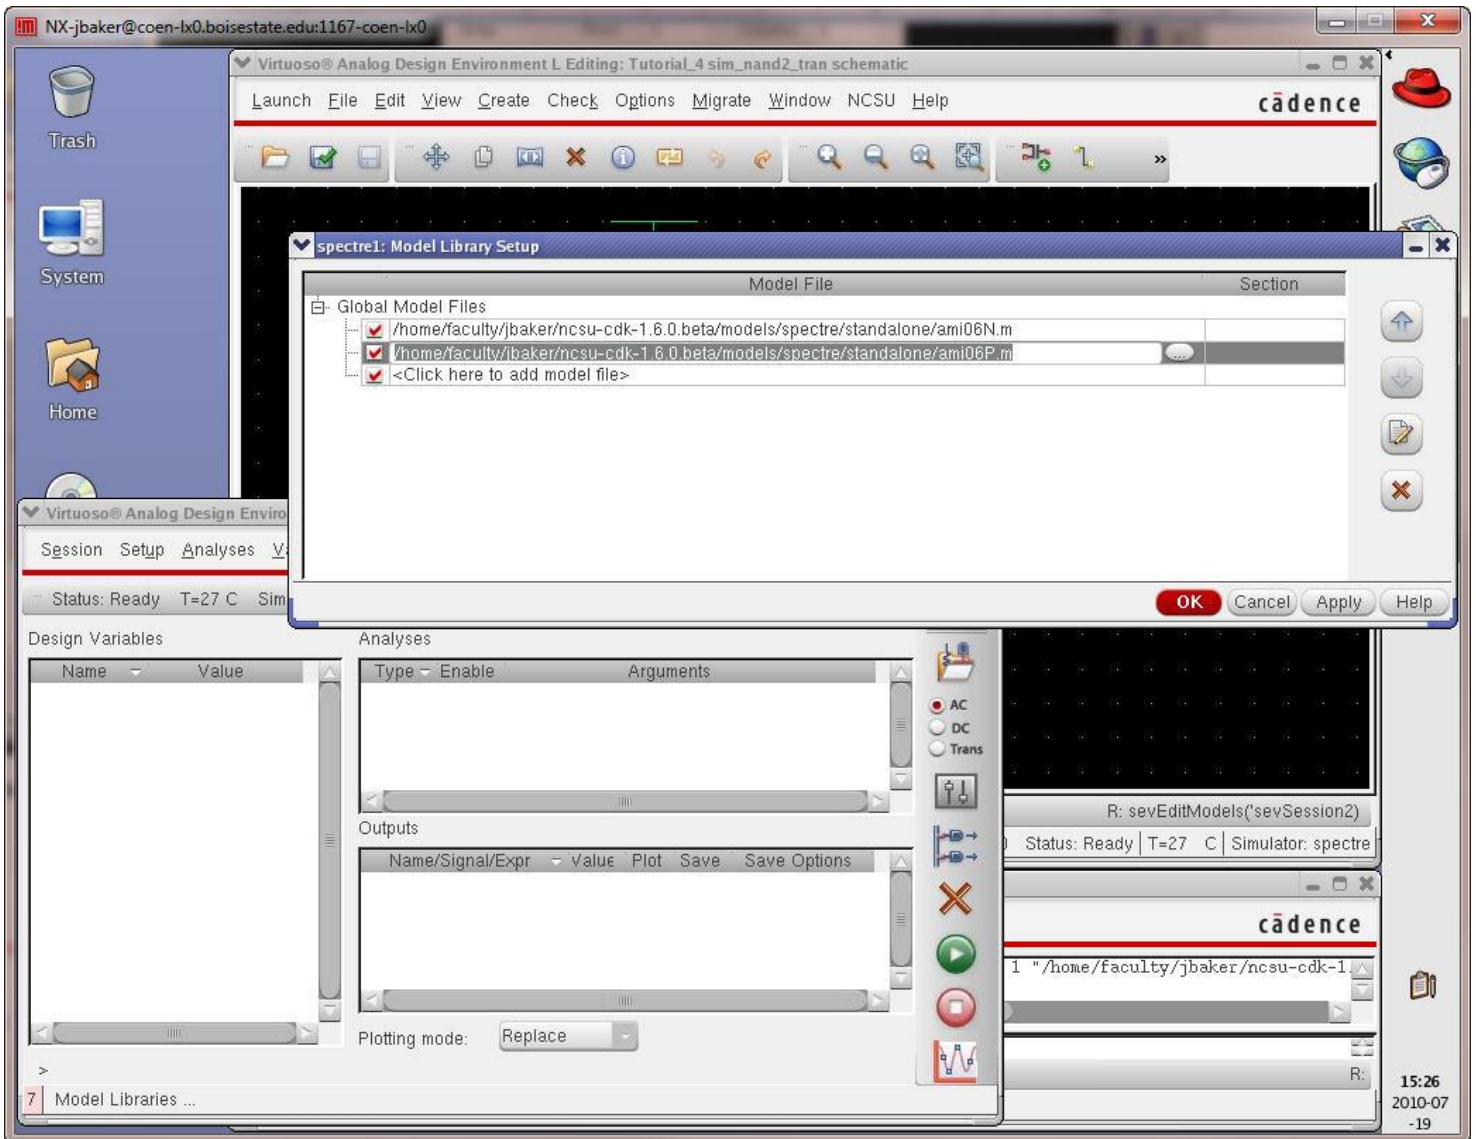 NX-jbaker@coen-lx0.boisestate.edu:1167-coen-lx0
Trash
System
Home
Virtuoso® Analog Design Environment L Editing: Tutorial_4 sim_nand2_tran schematic
Launch File Edit View Create Check Options Migrate Window NCSU Help
cādence
»
spectre1: Model Library Setup
Model File Section
Global Model Files
/home/faculty/jbaker/ncsu-cdk-1.6.0.beta/models/spectre/standalone/ami06N.m
/home/faculty/jbaker/ncsu-cdk-1.6.0.beta/models/spectre/standalone/ami06P.m
...
<Click here to add model file>
OK Cancel Apply Help
Virtuoso® Analog Design Enviro
Session Setup Analyses Va
Status: Ready T=27 C Sim
Design Variables
Name Value
Analyses
Type Enable Arguments
AC
DC
Trans
Outputs
Name/Signal/Expr Value Plot Save Save Options
Plotting mode: Replace
>
7 Model Libraries ...
R: sevEditModels('sevSession2)
Status: Ready T=27 C Simulator: spectre
cādence
1 "/home/faculty/jbaker/ncsu-cdk-1.
R:
15:26
2010-07
-19